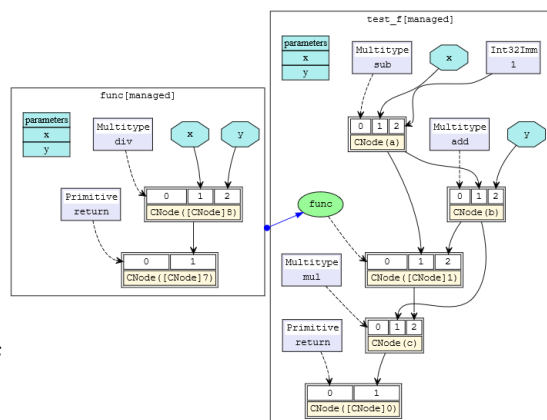 test_f[managed]
parameters
x
y
Multitype
sub
x
Int32Imm
1
0 1 2
CNode(a)
Multitype
add
y
0 1 2
CNode(b)
func
0 1 2
CNode([CNode]1)
Multitype
mul
0 1 2
CNode(c)
Primitive
return
0 1
CNode([CNode]0)
func[managed]
parameters
x
y
Multitype
div
x
y
0 1 2
CNode([CNode]8)
Primitive
return
0 1
CNode([CNode]7)